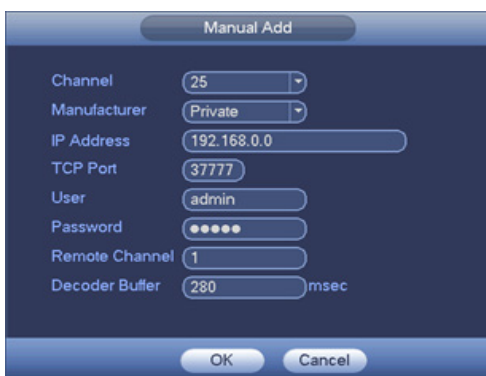 Manual Add
Channel 25
Manufacturer Private
IP Address 192.168.0.0
TCP Port 37777
User admin
Password ●●●●●
Remote Channel 1
Decoder Buffer 280 msec
OK Cancel